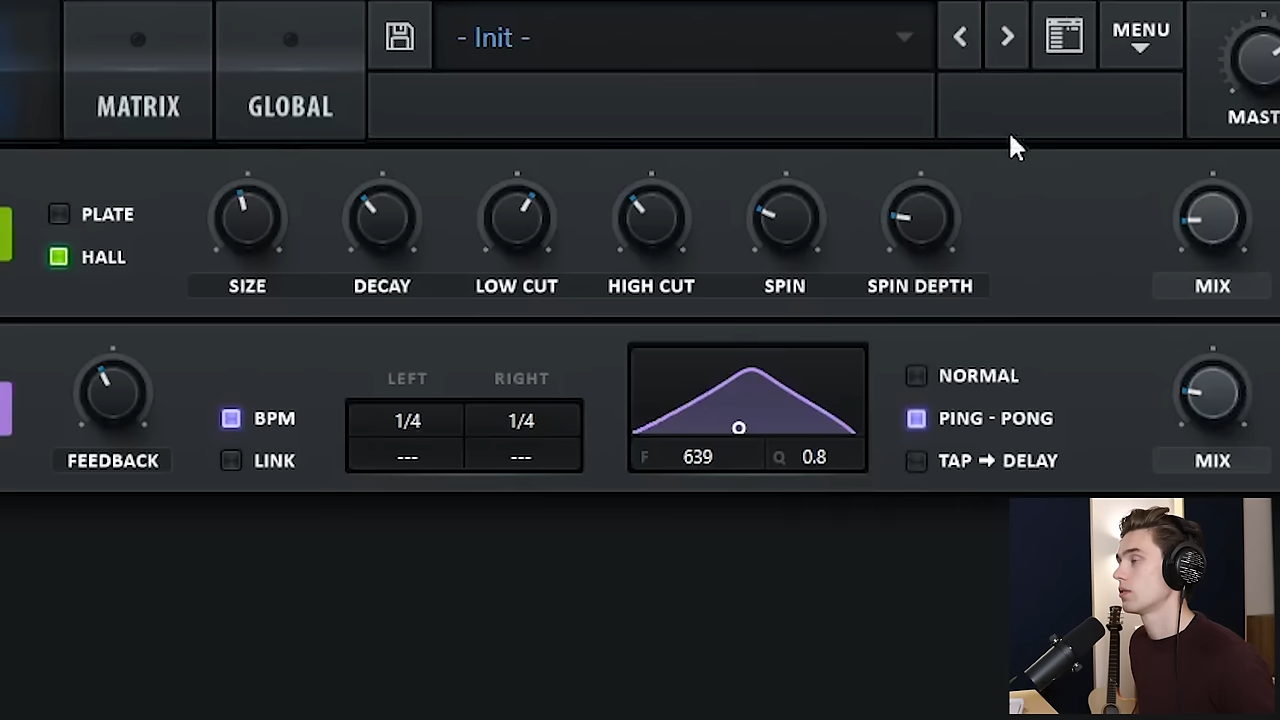 - Init -
MENU
MATRIX
GLOBAL
MAST
PLATE
HALL
SIZE
DECAY
LOW CUT
HIGH CUT
SPIN
SPIN DEPTH
MIX
FEEDBACK
BPM
LINK
LEFT
RIGHT
1/4
1/4
---
---
F
639
Q
0.8
NORMAL
PING - PONG
TAP ➜ DELAY
MIX